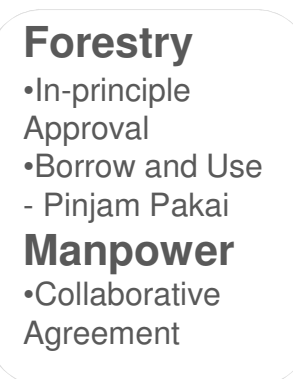 Forestry
•In-principle
Approval
•Borrow and Use
- Pinjam Pakai
Manpower
•Collaborative
Agreement